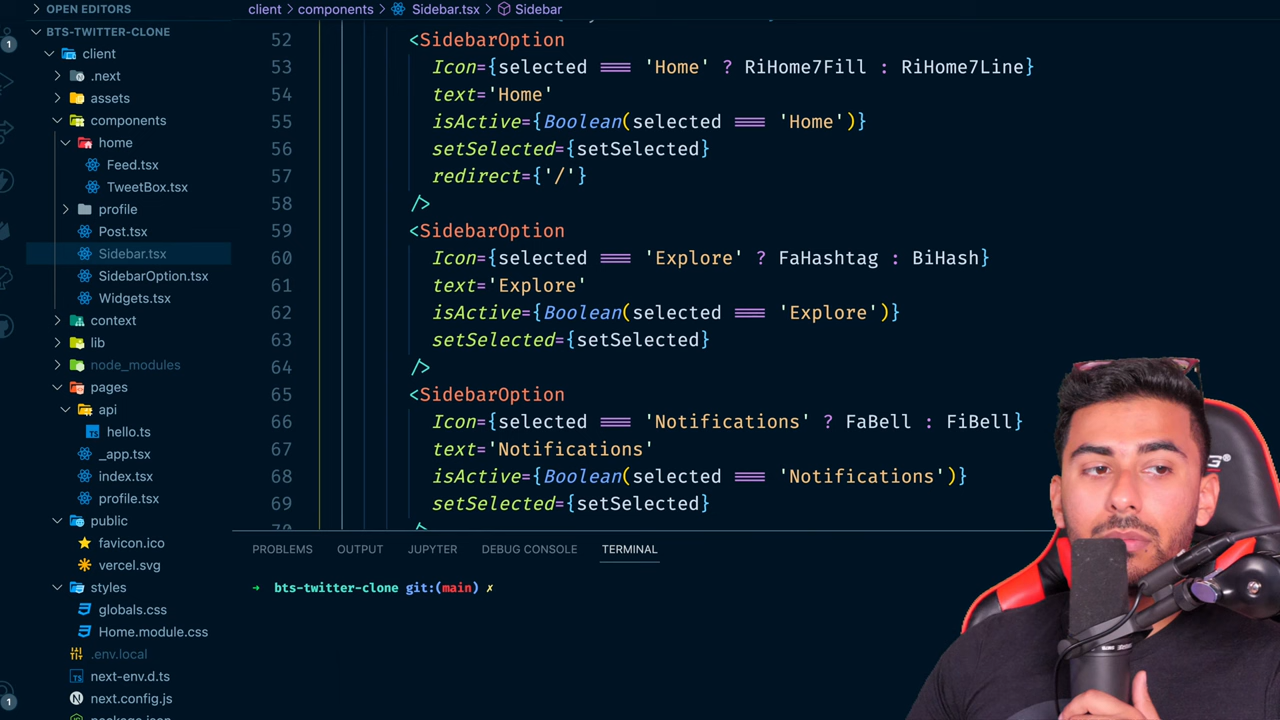 OPEN EDITORS
BTS-TWITTER-CLONE
client
.next
assets
components
home
Feed.tsx
TweetBox.tsx
profile
Post.tsx
Sidebar.tsx
SidebarOption.tsx
Widgets.tsx
context
lib
node_modules
pages
api
hello.ts
_app.tsx
index.tsx
profile.tsx
public
favicon.ico
vercel.svg
styles
globals.css
Home.module.css
.env.local
next-env.d.ts
next.config.js
1
1
client > components > Sidebar.tsx > Sidebar
52 <SidebarOption
53 Icon={selected === 'Home' ? RiHome7Fill : RiHome7Line}
54 text='Home'
55 isActive={Boolean(selected === 'Home')}
56 setSelected={setSelected}
57 redirect={'/'}
58 />
59 <SidebarOption
60 Icon={selected === 'Explore' ? FaHashtag : BiHash}
61 text='Explore'
62 isActive={Boolean(selected === 'Explore')}
63 setSelected={setSelected}
64 />
65 <SidebarOption
66 Icon={selected === 'Notifications' ? FaBell : FiBell}
67 text='Notifications'
68 isActive={Boolean(selected === 'Notifications')}
69 setSelected={setSelected}
PROBLEMS OUTPUT JUPYTER DEBUG CONSOLE TERMINAL
→ bts-twitter-clone git:(main) ✗